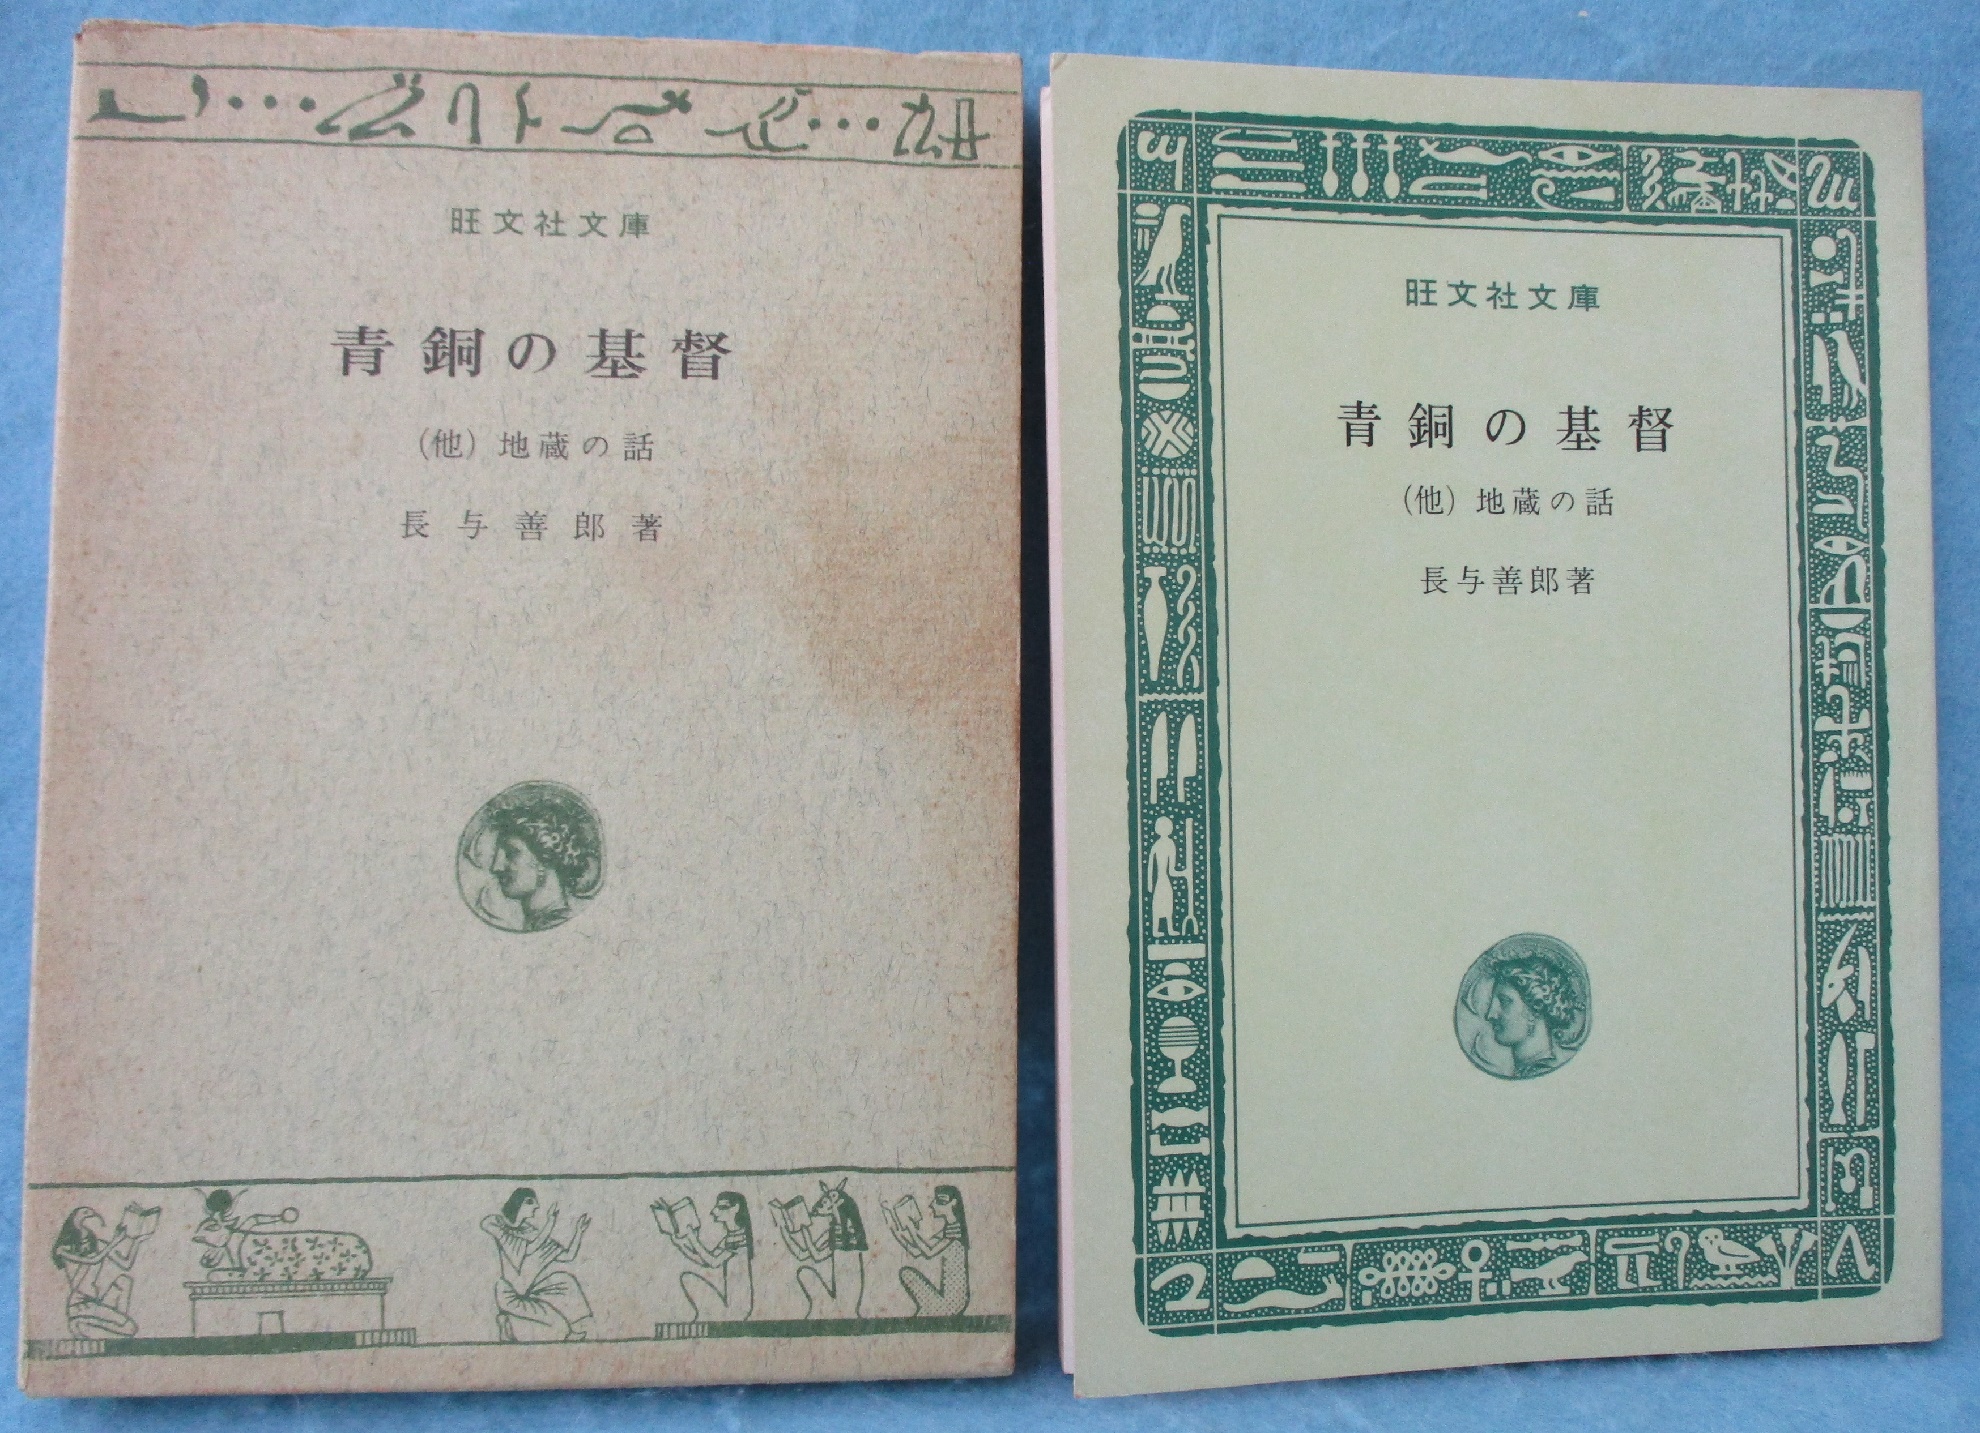 旺文社文庫
青銅の基督
(他) 地蔵の話
長与善郎著
旺文社文庫
青銅の基督
(他) 地蔵の話
長与善郎著